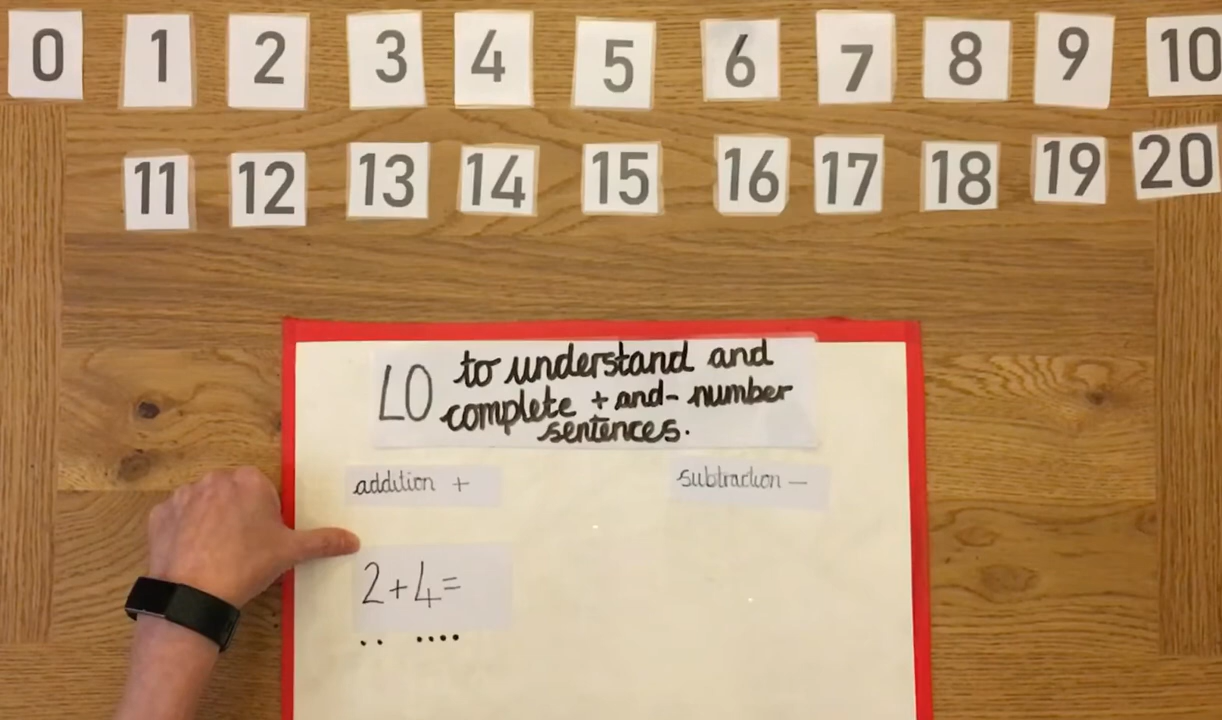 0 1 2 3 4 5 6 7 8 9 10
11 12 13 14 15 16 17 18 19 20
LO to understand and
complete + and - number
sentences.
addition + subtraction -
2+4=